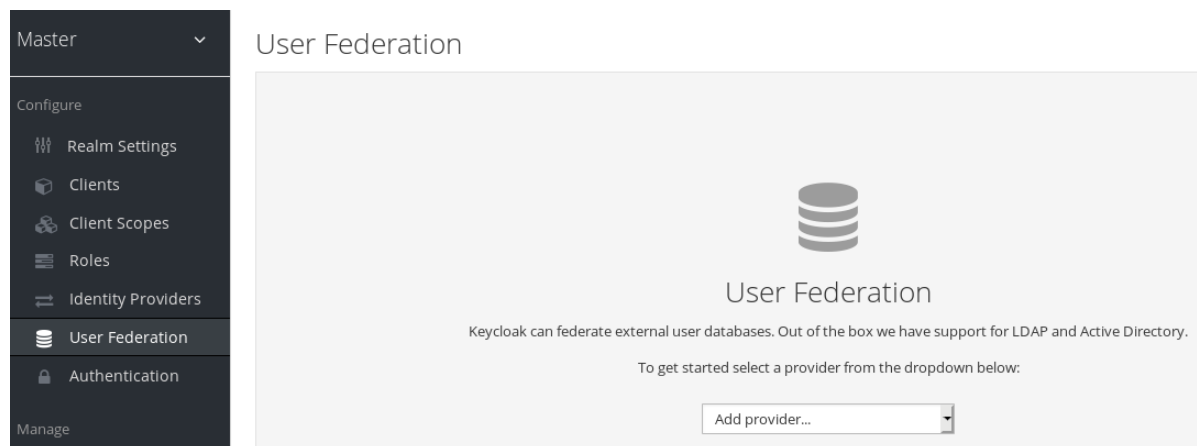 Master
Configure
Realm Settings
Clients
Client Scopes
Roles
Identity Providers
User Federation
Authentication
Manage
User Federation
User Federation
Keycloak can federate external user databases. Out of the box we have support for LDAP and Active Directory.
To get started select a provider from the dropdown below:
Add provider...